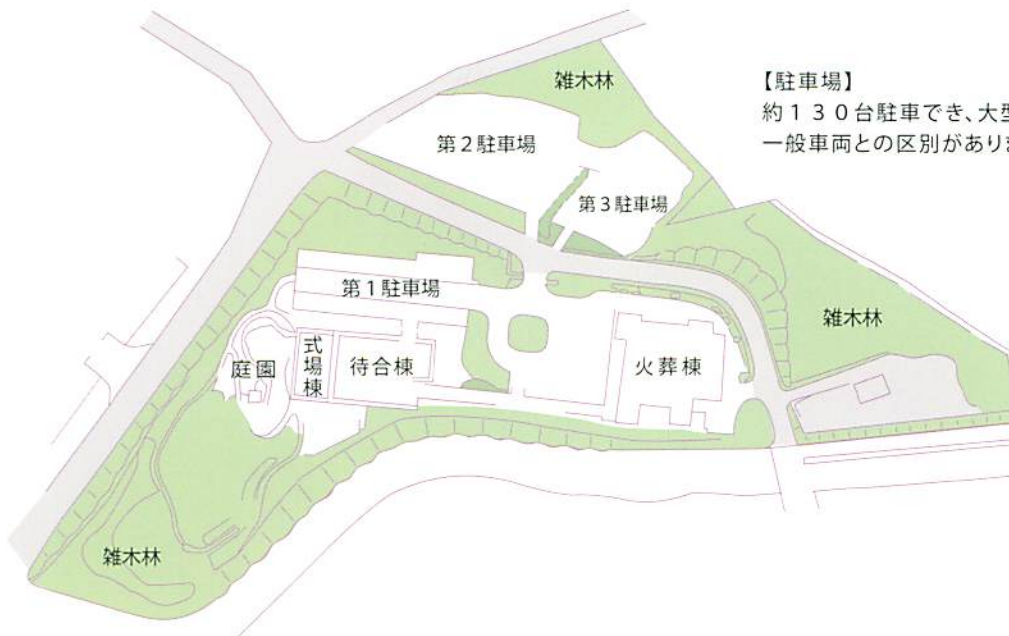 雑木林
【駐車場】
約１３０台駐車でき、大型
一般車両との区別があり
第２駐車場
第３駐車場
第１駐車場
雑木林
式場棟
待合棟
庭園
火葬棟
雑木林